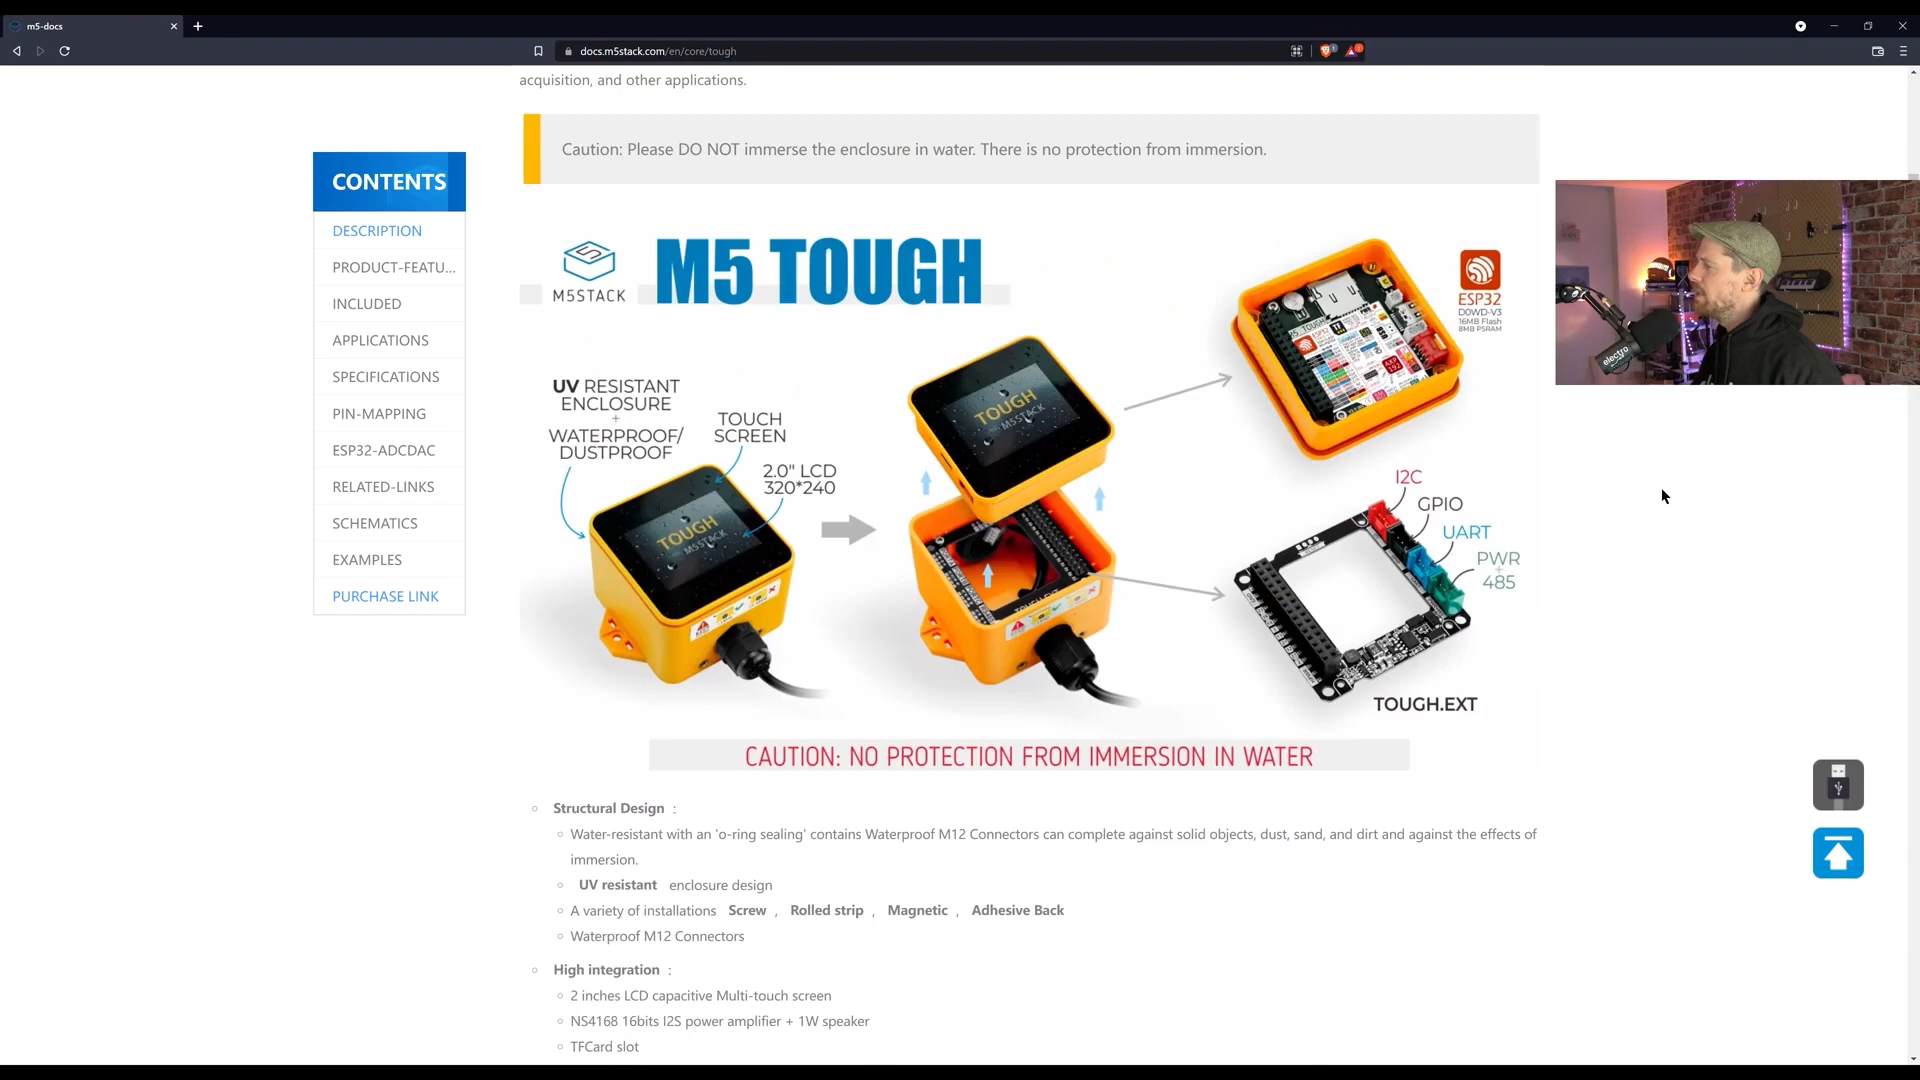 m5-docs
docs.m5stack.com/en/core/tough
acquisition, and other applications.
Caution: Please DO NOT immerse the enclosure in water. There is no protection from immersion.
CONTENTS
DESCRIPTION
PRODUCT-FEATU...
INCLUDED
APPLICATIONS
SPECIFICATIONS
PIN-MAPPING
ESP32-ADCDAC
RELATED-LINKS
SCHEMATICS
EXAMPLES
PURCHASE LINK
M5STACK
M5 TOUGH
UV RESISTANT
ENCLOSURE
+
WATERPROOF/
DUSTPROOF
TOUCH
SCREEN
2.0" LCD
320*240
TOUGH
M5STACK
TOUGH
M5STACK
ESP32
D0WD-V3
16MB Flash
8MB PSRAM
I2C
GPIO
UART
PWR
+
485
TOUGH.EXT
CAUTION: NO PROTECTION FROM IMMERSION IN WATER
electro
Structural Design :
Water-resistant with an 'o-ring sealing' contains Waterproof M12 Connectors can complete against solid objects, dust, sand, and dirt and against the effects of
immersion.
UV resistant enclosure design
A variety of installations Screw , Rolled strip , Magnetic , Adhesive Back
Waterproof M12 Connectors
High integration :
2 inches LCD capacitive Multi-touch screen
NS4168 16bits I2S power amplifier + 1W speaker
TFCard slot